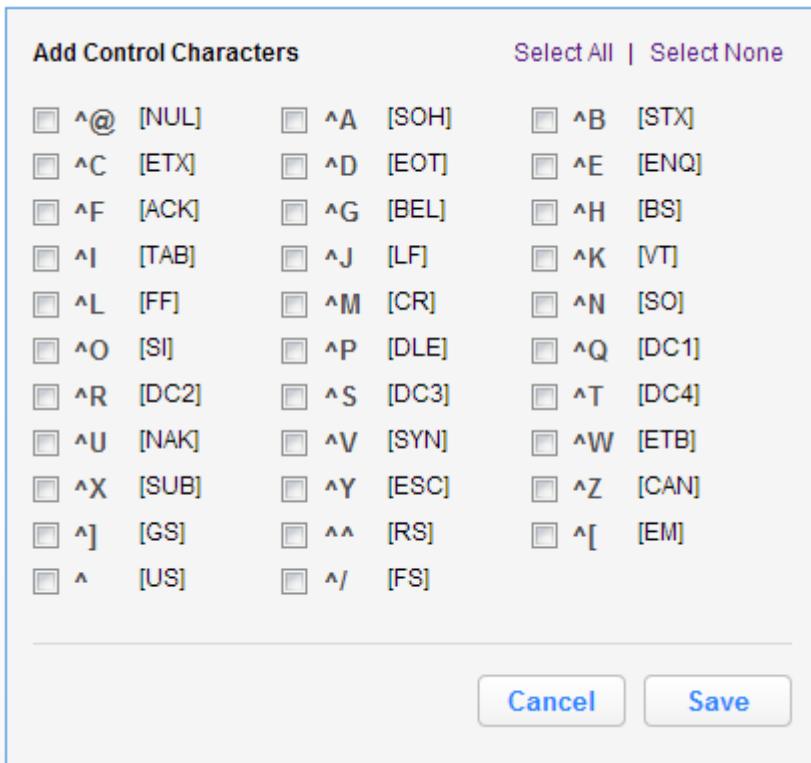 Add Control Characters Select All | Select None
^@ [NUL] ^A [SOH] ^B [STX]
^C [ETX] ^D [EOT] ^E [ENQ]
^F [ACK] ^G [BEL] ^H [BS]
^I [TAB] ^J [LF] ^K [VT]
^L [FF] ^M [CR] ^N [SO]
^O [SI] ^P [DLE] ^Q [DC1]
^R [DC2] ^S [DC3] ^T [DC4]
^U [NAK] ^V [SYN] ^W [ETB]
^X [SUB] ^Y [ESC] ^Z [CAN]
^] [GS] ^^ [RS] ^[ [EM]
^ [US] ^/ [FS]
Cancel Save